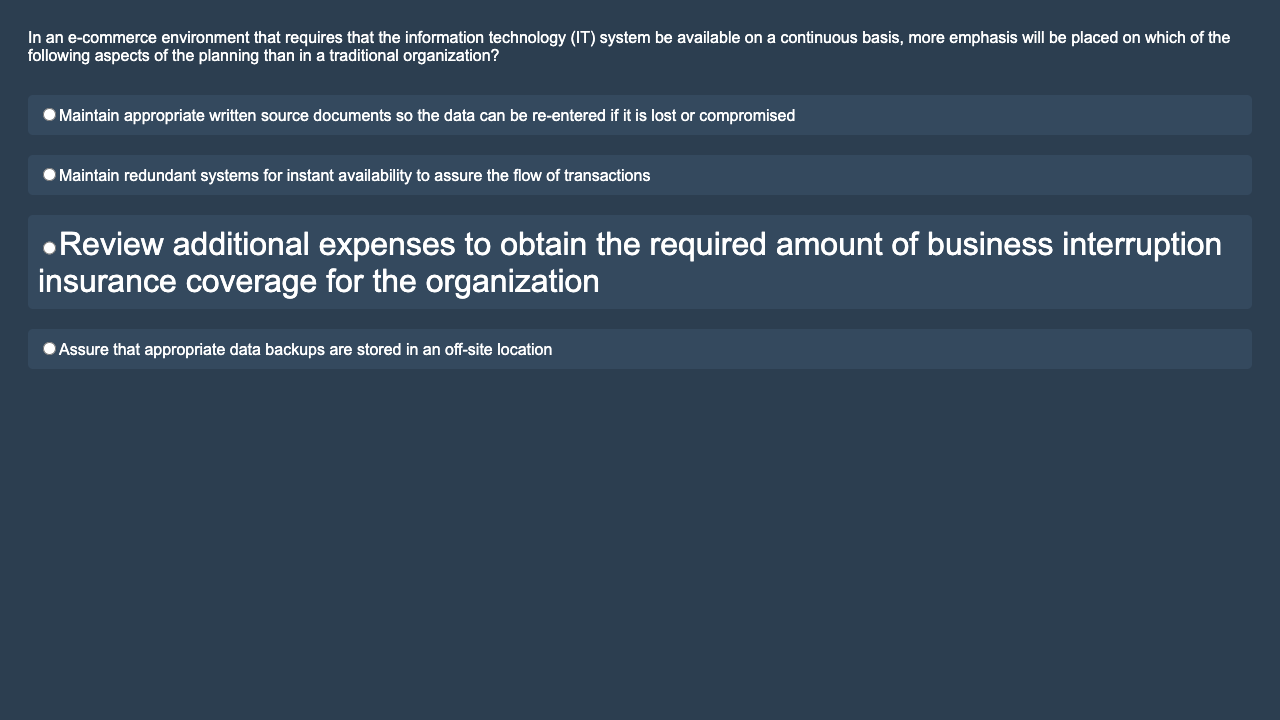 In an e-commerce environment that requires that the information technology (IT) system be available on a continuous basis, more emphasis will be placed on which of the
following aspects of the planning than in a traditional organization?
Maintain appropriate written source documents so the data can be re-entered if it is lost or compromised
Maintain redundant systems for instant availability to assure the flow of transactions
Review additional expenses to obtain the required amount of business interruption
insurance coverage for the organization
Assure that appropriate data backups are stored in an off-site location